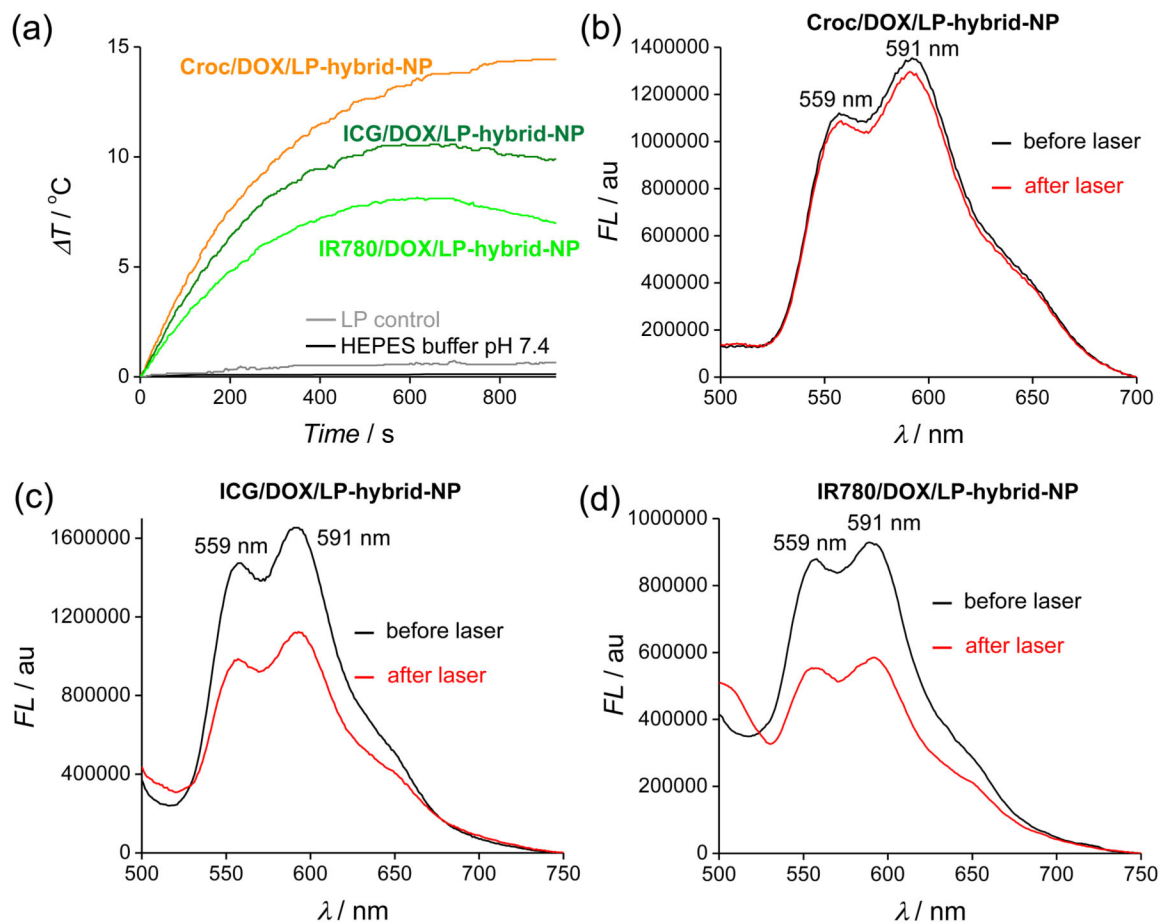 (a)
15
10
5
0
ΔT / °C
Croc/DOX/LP-hybrid-NP
ICG/DOX/LP-hybrid-NP
IR780/DOX/LP-hybrid-NP
LP control
HEPES buffer pH 7.4
0 200 400 600 800
Time / s
(b)
Croc/DOX/LP-hybrid-NP
1400000
1200000
1000000
800000
600000
400000
200000
0
FL / au
591 nm
559 nm
before laser
after laser
500 550 600 650 700
λ / nm
(c)
ICG/DOX/LP-hybrid-NP
1600000
1200000
800000
400000
0
FL / au
559 nm 591 nm
before laser
after laser
500 550 600 650 700 750
λ / nm
(d)
IR780/DOX/LP-hybrid-NP
1000000
800000
600000
400000
200000
0
FL / au
591 nm
559 nm
before laser
after laser
500 550 600 650 700 750
λ / nm